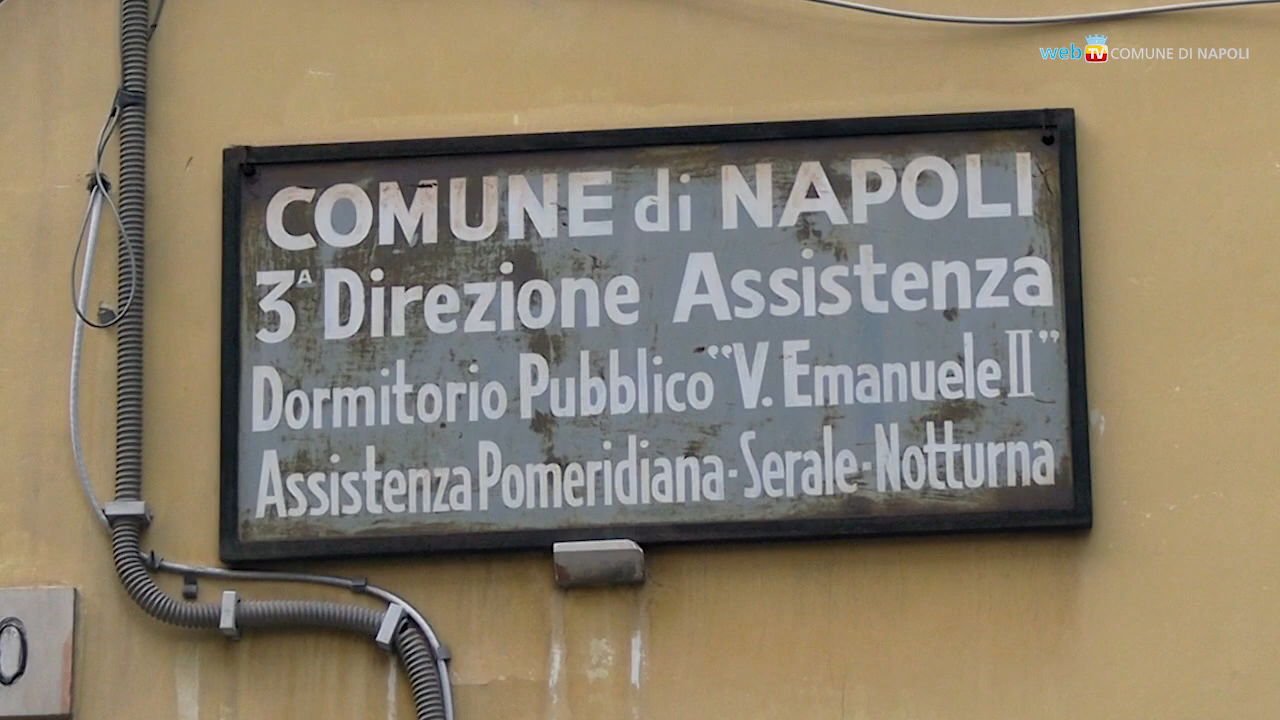 web TV COMUNE DI NAPOLI
COMUNE di NAPOLI
3ᴬ Direzione Assistenza
Dormitorio Pubblico “V. Emanuele II”
Assistenza Pomeridiana - Serale - Notturna
0